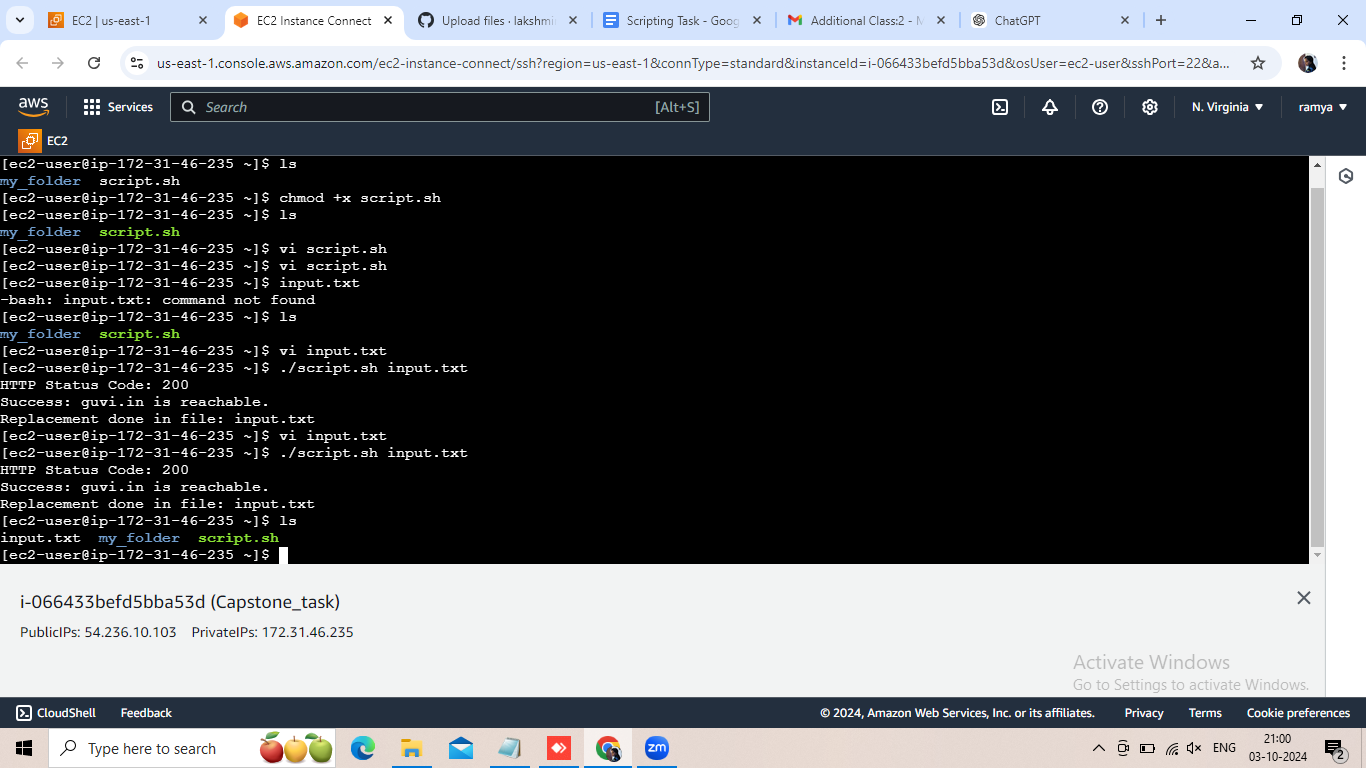 EC2 | us-east-1
EC2 Instance Connect
Upload files · lakshmi
Scripting Task - Goog
Additional Class:2 - M
ChatGPT
us-east-1.console.aws.amazon.com/ec2-instance-connect/ssh?region=us-east-1&connType=standard&instanceId=i-066433befd5bba53d&osUser=ec2-user&sshPort=22&a...
aws
Services
Search
[Alt+S]
N. Virginia
ramya
EC2
[ec2-user@ip-172-31-46-235 ~]$ ls
my_folder  script.sh
[ec2-user@ip-172-31-46-235 ~]$ chmod +x script.sh
[ec2-user@ip-172-31-46-235 ~]$ ls
my_folder  script.sh
[ec2-user@ip-172-31-46-235 ~]$ vi script.sh
[ec2-user@ip-172-31-46-235 ~]$ vi script.sh
[ec2-user@ip-172-31-46-235 ~]$ input.txt
-bash: input.txt: command not found
[ec2-user@ip-172-31-46-235 ~]$ ls
my_folder  script.sh
[ec2-user@ip-172-31-46-235 ~]$ vi input.txt
[ec2-user@ip-172-31-46-235 ~]$ ./script.sh input.txt
HTTP Status Code: 200
Success: guvi.in is reachable.
Replacement done in file: input.txt
[ec2-user@ip-172-31-46-235 ~]$ vi input.txt
[ec2-user@ip-172-31-46-235 ~]$ ./script.sh input.txt
HTTP Status Code: 200
Success: guvi.in is reachable.
Replacement done in file: input.txt
[ec2-user@ip-172-31-46-235 ~]$ ls
input.txt  my_folder  script.sh
[ec2-user@ip-172-31-46-235 ~]$
i-066433befd5bba53d (Capstone_task)
PublicIPs: 54.236.10.103 PrivateIPs: 172.31.46.235
Activate Windows
Go to Settings to activate Windows.
CloudShell
Feedback
© 2024, Amazon Web Services, Inc. or its affiliates.
Privacy
Terms
Cookie preferences
Type here to search
zm
ENG
21:00
03-10-2024
2